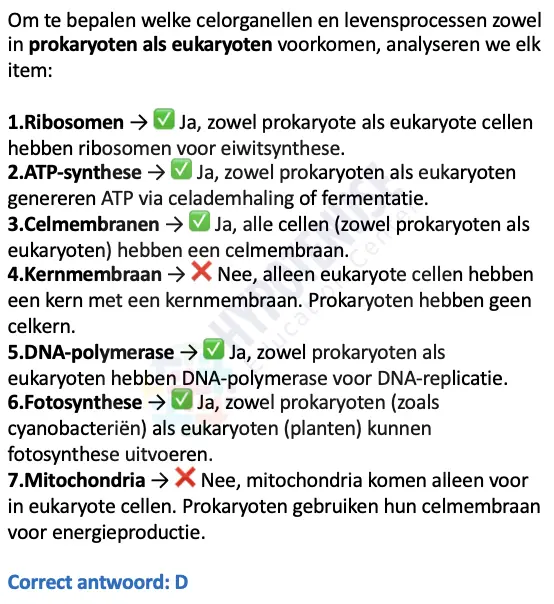 Om te bepalen welke celorganellen en levensprocessen zowel
in prokaryoten als eukaryoten voorkomen, analyseren we elk
item:
1.Ribosomen → ✅ Ja, zowel prokaryote als eukaryote cellen
hebben ribosomen voor eiwitsynthese.
2.ATP-synthese → ✅ Ja, zowel prokaryoten als eukaryoten
genereren ATP via celademhaling of fermentatie.
3.Celmembranen → ✅ Ja, alle cellen (zowel prokaryoten als
eukaryoten) hebben een celmembraan.
4.Kernmembraan → ❌ Nee, alleen eukaryote cellen hebben
een kern met een kernmembraan. Prokaryoten hebben geen
celkern.
5.DNA-polymerase → ✅ Ja, zowel prokaryoten als
eukaryoten hebben DNA-polymerase voor DNA-replicatie.
6.Fotosynthese → ✅ Ja, zowel prokaryoten (zoals
cyanobacteriën) als eukaryoten (planten) kunnen
fotosynthese uitvoeren.
7.Mitochondria → ❌ Nee, mitochondria komen alleen voor
in eukaryote cellen. Prokaryoten gebruiken hun celmembraan
voor energieproductie.
Correct antwoord: D
HYPOTENUSE
Education Center